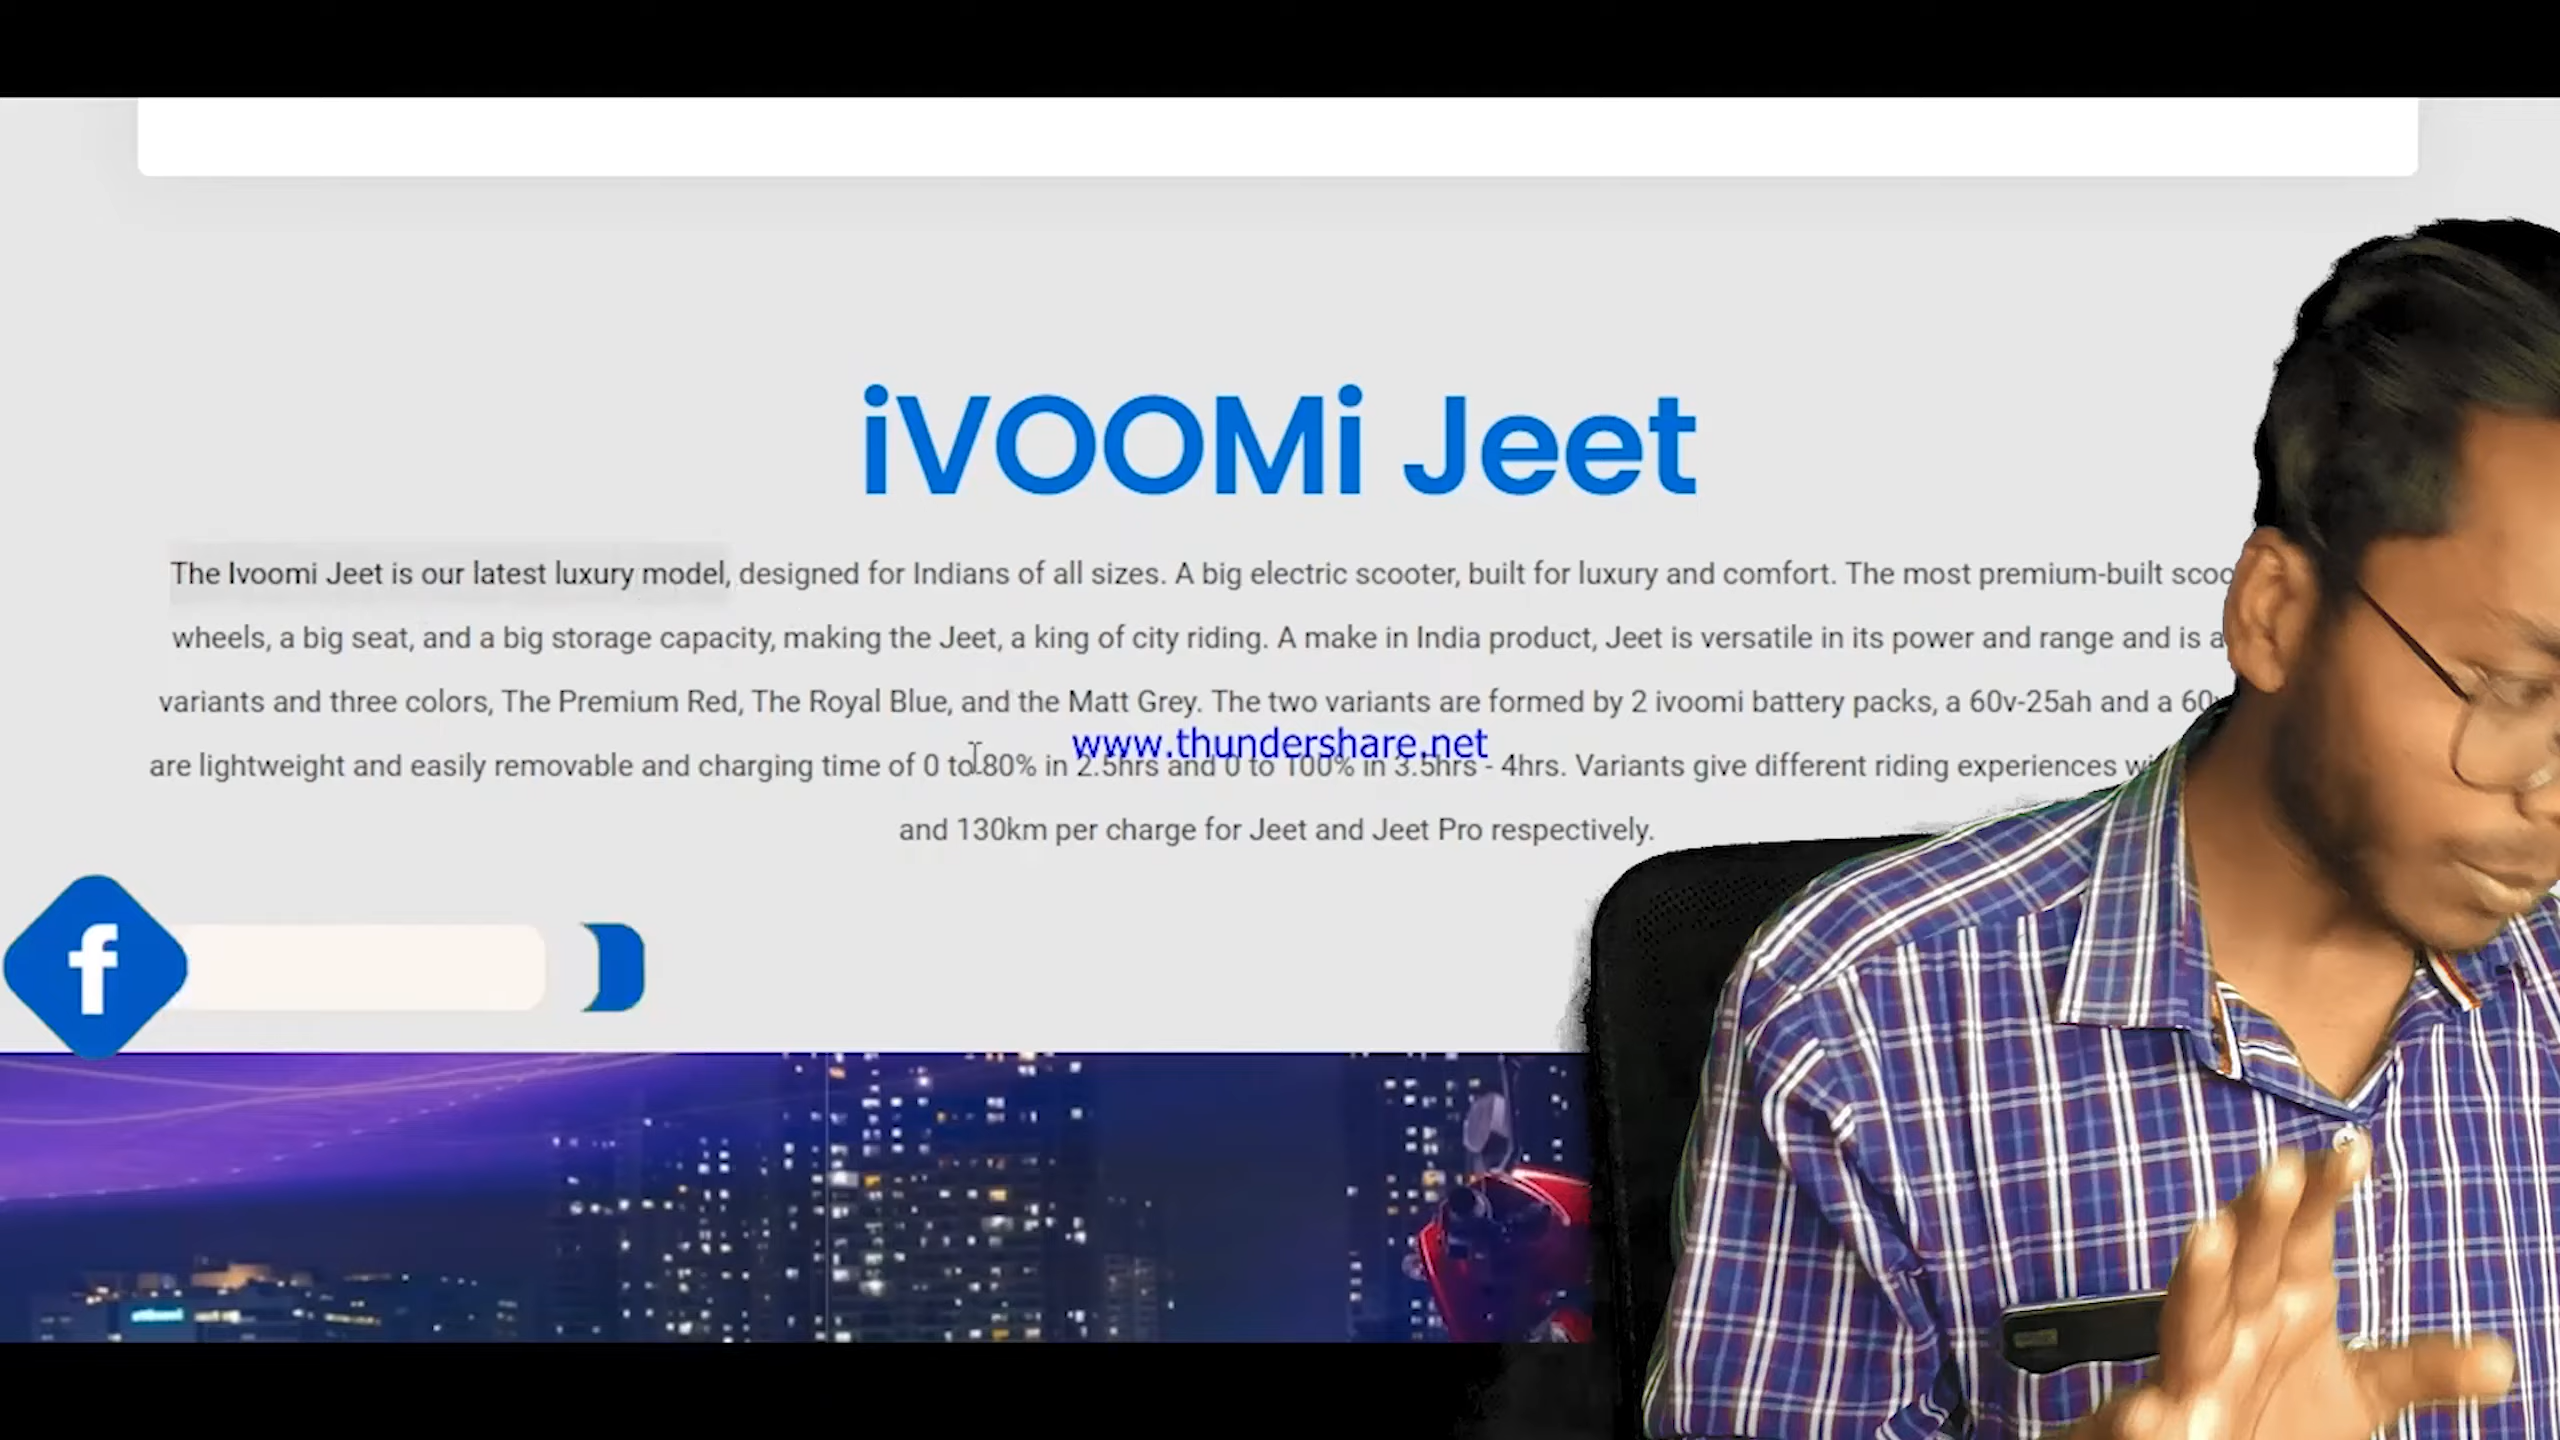 iVOOMi Jeet
The Ivoomi Jeet is our latest luxury model, designed for Indians of all sizes. A big electric scooter, built for luxury and comfort. The most premium-built
wheels, a big seat, and a big storage capacity, making the Jeet, a king of city riding. A make in India product, Jeet is versatile in its power and range and is
variants and three colors, The Premium Red, The Royal Blue, and the Matt Grey. The two variants are formed by 2 ivoomi battery packs, a 60v-25ah and a
www.thundershare.net
are lightweight and easily removable and charging time of 0 to 80% in 2.5hrs and 0 to 100% in 3.5hrs - 4hrs. Variants give different riding experiences
and 130km per charge for Jeet and Jeet Pro respectively.
f